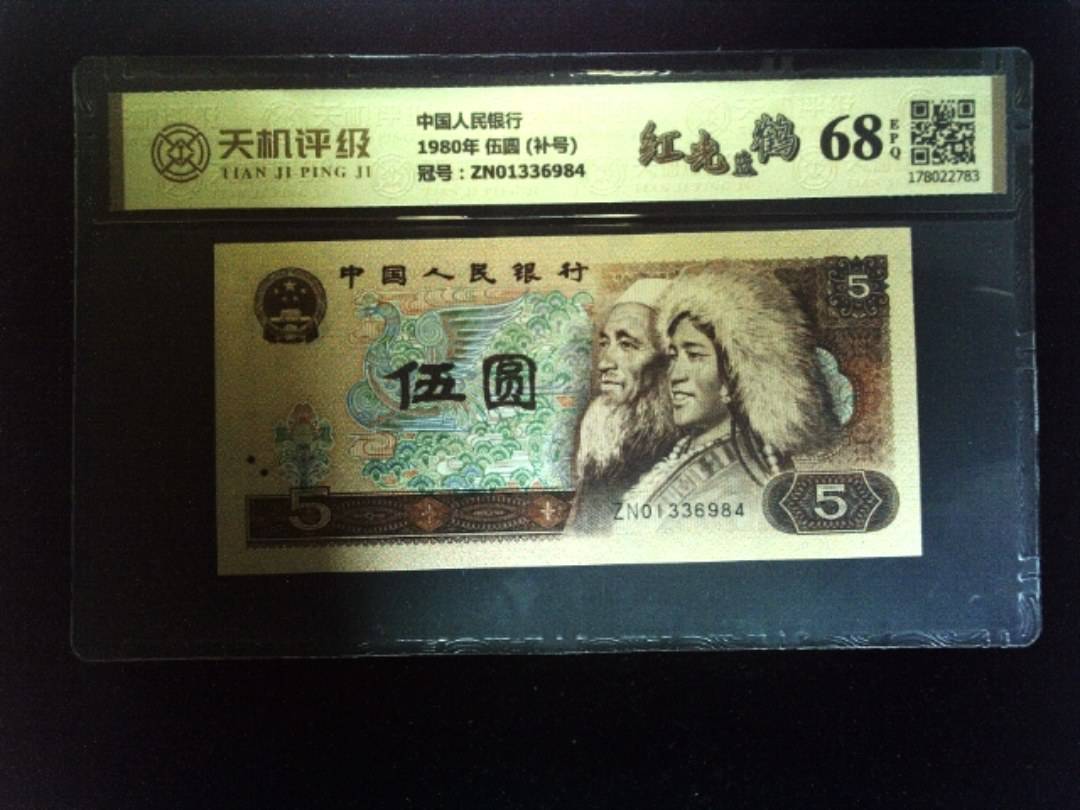 天机评级
TIAN JI PING JI
中国人民银行
1980年 伍圆 (补号)
冠号：ZN01336984
红光蓝鹤
68
EPQ
178022783
中国人民银行
5
伍圆
5
ZN01336984
5